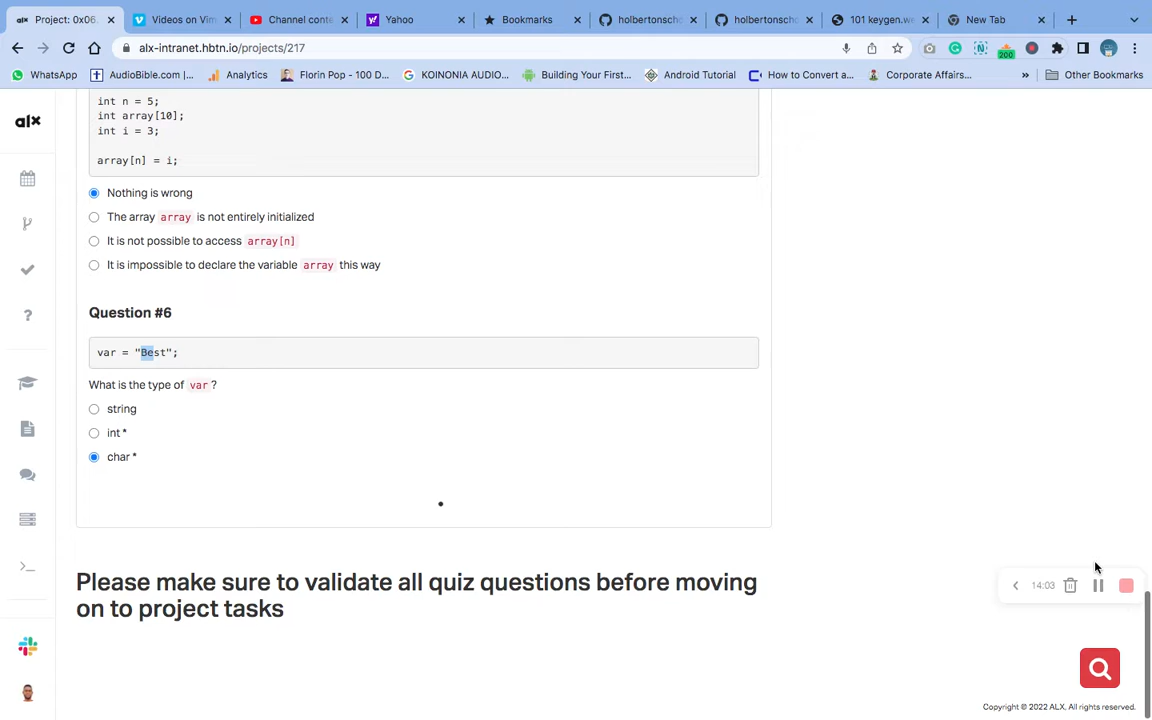 Project: 0x06.
Videos on Vim
Channel conte
Yahoo
Bookmarks
holbertonscho
holbertonscho
101 keygen.we
New Tab
alx-intranet.hbtn.io/projects/217
200
WhatsApp
AudioBible.com |...
Analytics
Florin Pop - 100 D...
KOINONIA AUDIO...
Building Your First...
Android Tutorial
How to Convert a...
Corporate Affairs...
»
Other Bookmarks
alx
int n = 5;
int array[10];
int i = 3;
array[n] = i;
Nothing is wrong
The array array is not entirely initialized
It is not possible to access array[n]
It is impossible to declare the variable array this way
Question #6
var = "Best";
What is the type of var ?
string
int *
char *
Please make sure to validate all quiz questions before moving
on to project tasks
14:03
Copyright © 2022 ALX. All rights reserved.